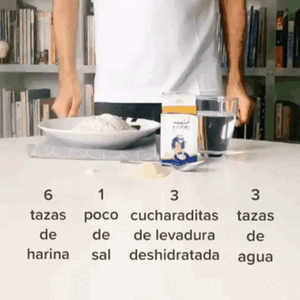 6 1 3 3
tazas poco cucharaditas tazas
de de de levadura de
harina sal deshidratada agua